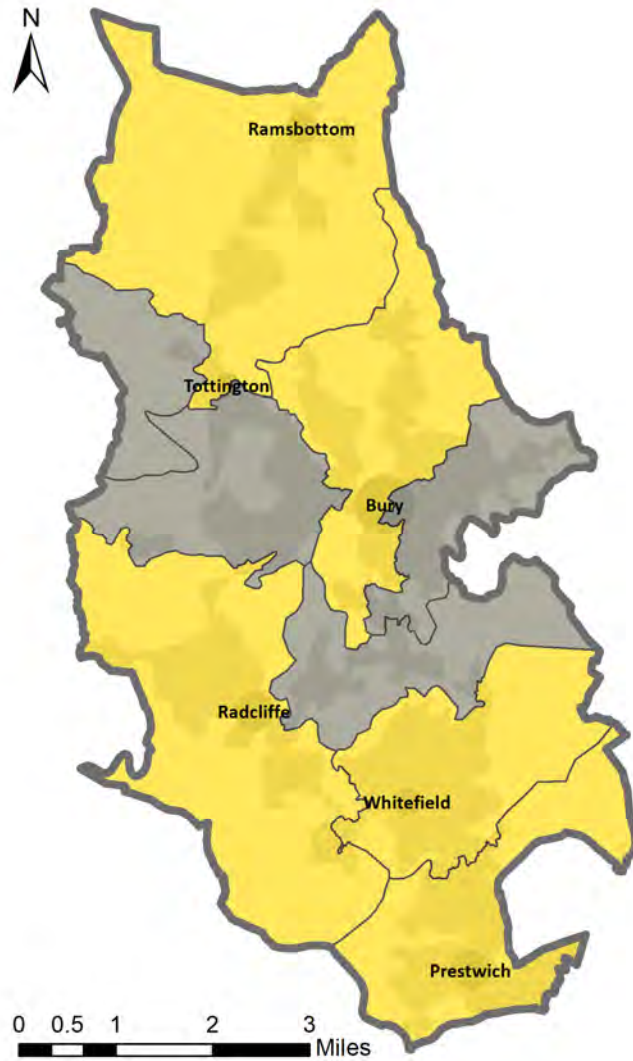 N
Ramsbottom
Tottington
Bury
Radcliffe
Whitefield
Prestwich
0 0.5 1 2 3
Miles